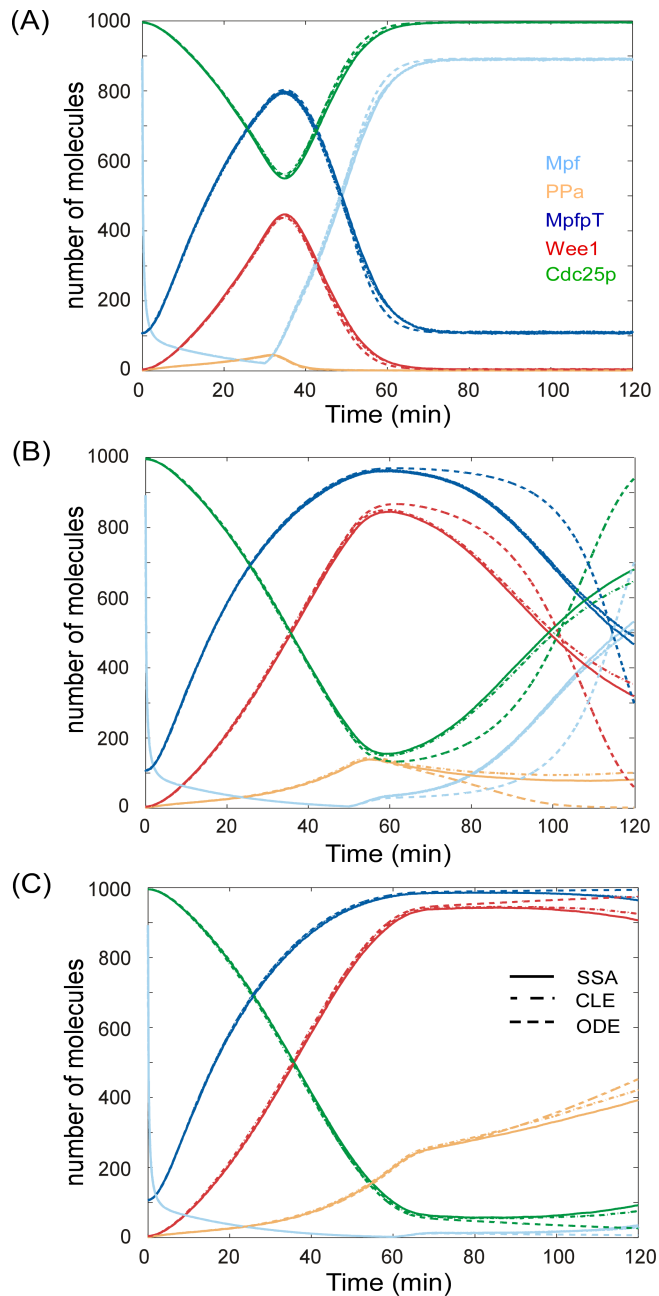 (A)
number of molecules
1000
800
600
400
200
0
Mpf
PPa
MpfpT
Wee1
Cdc25p
0 20 40 60 80 100 120
Time (min)
(B)
number of molecules
1000
800
600
400
200
0
0 20 40 60 80 100 120
Time (min)
(C)
number of molecules
1000
800
600
400
200
0
SSA
CLE
ODE
0 20 40 60 80 100 120
Time (min)